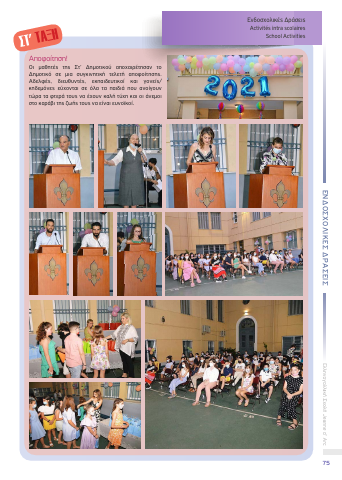 Ενδοσχολικές Δράσεις
Activités intra scolaires
School Activities
ΣΤ' ΤΑΞΗ
Αποφοίτηση!
Οι μαθητές της Στ' Δημοτικού αποχαιρέτησαν το
Δημοτικό σε μια συγκινητική τελετή αποφοίτησης.
Αδελφές, διευθυντές, εκπαιδευτικοί και γονείς/
κηδεμόνες εύχονται σε όλα τα παιδιά που ανοίγουν
τώρα τα φτερά τους να έχουν καλή τύχη και οι άνεμοι
στο καράβι της ζωής τους να είναι ευνοϊκοί.
2021
ΕΝΔΟΣΧΟΛΙΚΕΣ ΔΡΑΣΕΙΣ
Jeanne d' Arc
75